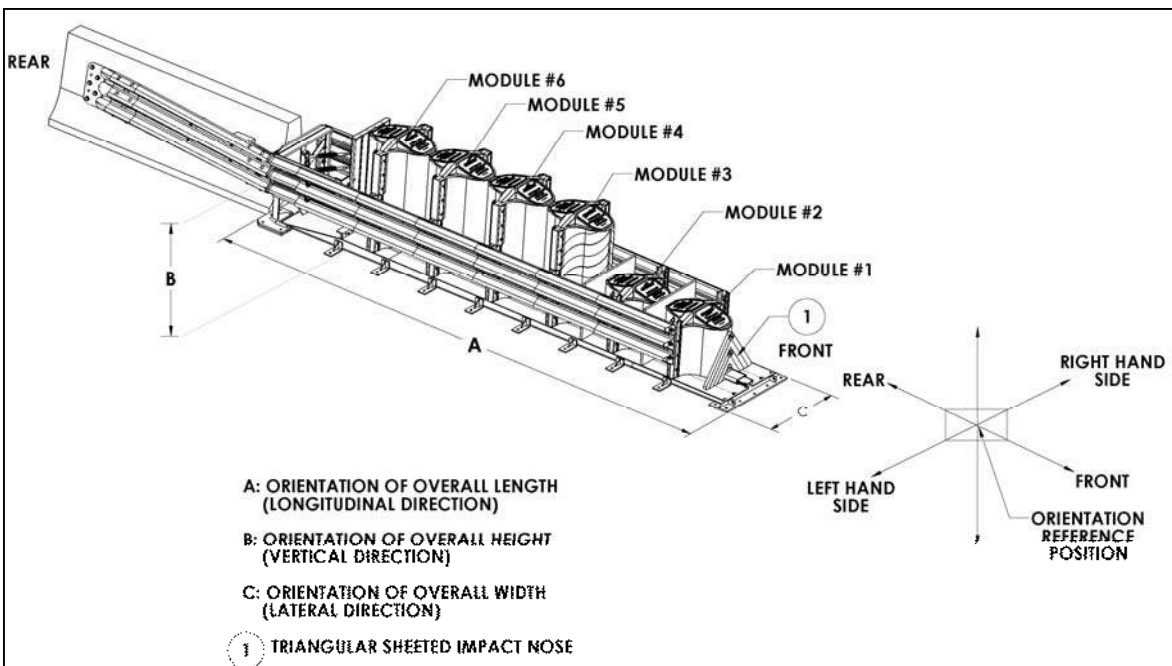 REAR
MODULE #6
MODULE #5
MODULE #4
MODULE #3
MODULE #2
MODULE #1
1
FRONT
B
A
C
REAR
RIGHT HAND
SIDE
LEFT HAND
SIDE
FRONT
ORIENTATION
REFERENCE
POSITION
A: ORIENTATION OF OVERALL LENGTH
(LONGITUDINAL DIRECTION)
B: ORIENTATION OF OVERALL HEIGHT
(VERTICAL DIRECTION)
C: ORIENTATION OF OVERALL WIDTH
(LATERAL DIRECTION)
1 TRIANGULAR SHEETED IMPACT NOSE